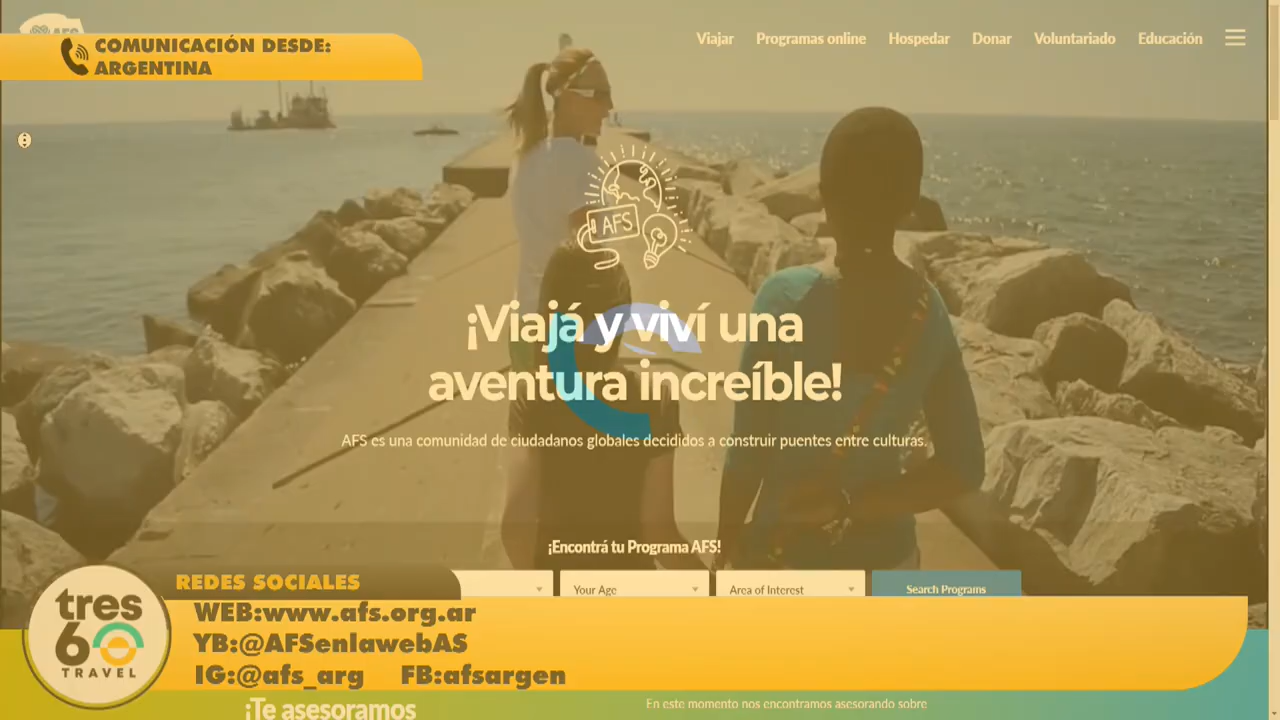 AFS
COMUNICACIÓN DESDE:
ARGENTINA
Viajar Programas online Hospedar Donar Voluntariado Educación
AFS
¡Viajá y viví una
aventura increíble!
AFS es una comunidad de ciudadanos globales decididos a construir puentes entre culturas.
¡Encontrá tu Programa AFS!
Your Age Area of Interest Search Programs
REDES SOCIALES
WEB:www.afs.org.ar
YB:@AFSenlawebAS
IG:@afs_arg FB:afsargen
tres
60
TRAVEL
¡Te asesoramos
En este momento nos encontramos asesorando sobre